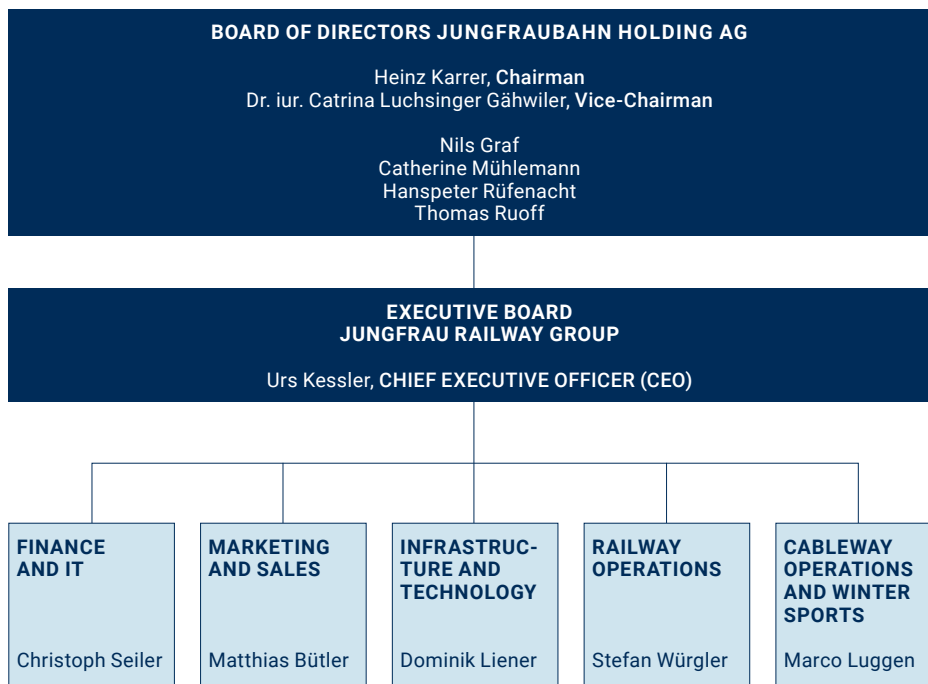 BOARD OF DIRECTORS JUNGFRAUBAHN HOLDING AG
Heinz Karrer, Chairman
Dr. iur. Catrina Luchsinger Gähwiler, Vice-Chairman
Nils Graf
Catherine Mühlemann
Hanspeter Rüfenacht
Thomas Ruoff
EXECUTIVE BOARD
JUNGFRAU RAILWAY GROUP
Urs Kessler, CHIEF EXECUTIVE OFFICER (CEO)
FINANCE
AND IT
Christoph Seiler
MARKETING
AND SALES
Matthias Bütler
INFRASTRUC-
TURE AND
TECHNOLOGY
Dominik Liener
RAILWAY
OPERATIONS
Stefan Würgler
CABLEWAY
OPERATIONS
AND WINTER
SPORTS
Marco Luggen